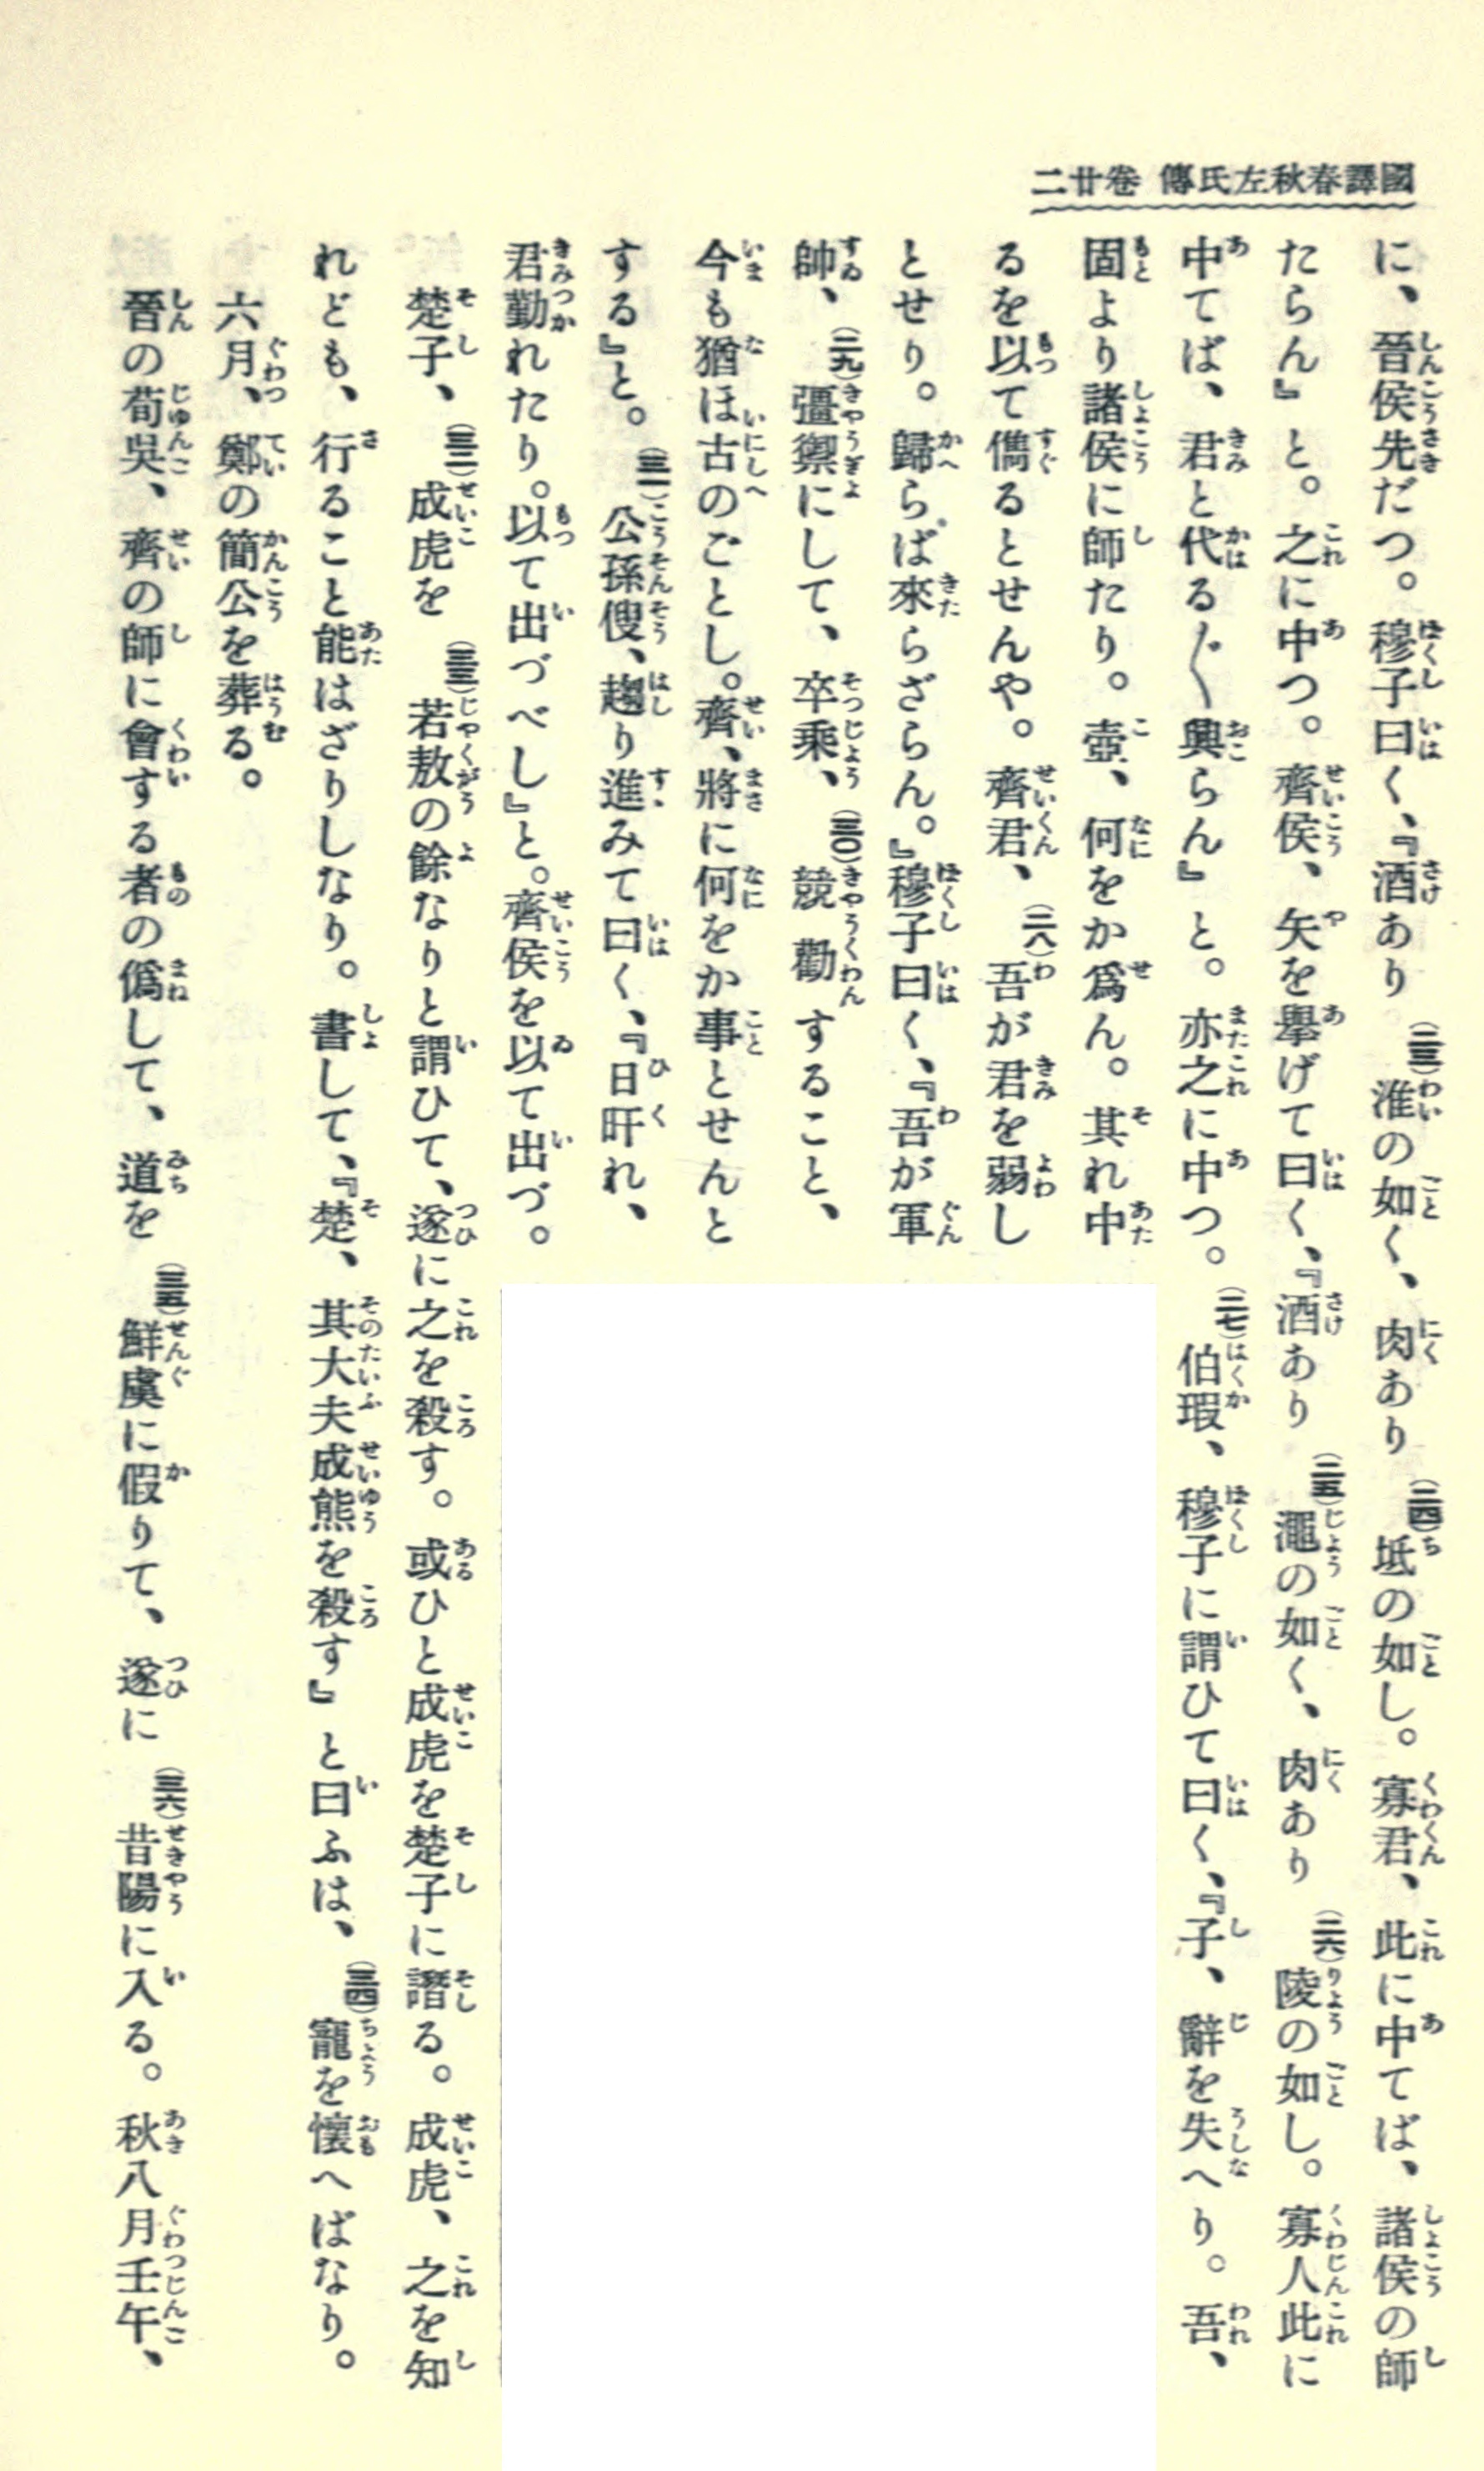 國譯春秋左氏傳 卷廿二
に、晉侯先だつ。穆子曰く、『酒あり(二三)淮の如く、肉あり(二四)坻の如し。寡君、此に中てば、諸侯の師
たらん』と。之に中つ。齊侯、矢を擧げて曰く、『酒あり(二五)澠の如く、肉あり(二六)陵の如し。寡人此に
中てば、君と代る〴〵興らん』と。亦之に中つ。(二七)伯瑕、穆子に謂ひて曰く、『子、辭を失へり。吾、
固より諸侯に師たり。壺、何をか爲ん。其れ中
るを以て儁るとせんや。齊君、(二八)吾が君を弱し
とせり。歸らば來らざらん。』穆子曰く、『吾が軍
帥、(二九)彊禦にして、卒乘、(三〇)競勸すること、
今も猶ほ古のごとし。齊、將に何をか事とせんと
する』と。(三一)公孫傁、趨り進みて曰く、『日旰れ、
君勤れたり。以て出づべし』と。齊侯を以て出づ。
楚子、(三二)成虎を(三三)若敖の餘なりと謂ひて、遂に之を殺す。或ひと成虎を楚子に譖る。成虎、之を知
れども、行ること能はざりしなり。書して、『楚、其大夫成熊を殺す』と曰ふは、(三四)寵を懷へばなり。
六月、鄭の簡公を葬る。
晉の荀吳、齊の師に會する者の僞して、道を(三五)鮮虞に假りて、遂に(三六)昔陽に入る。秋八月壬午、